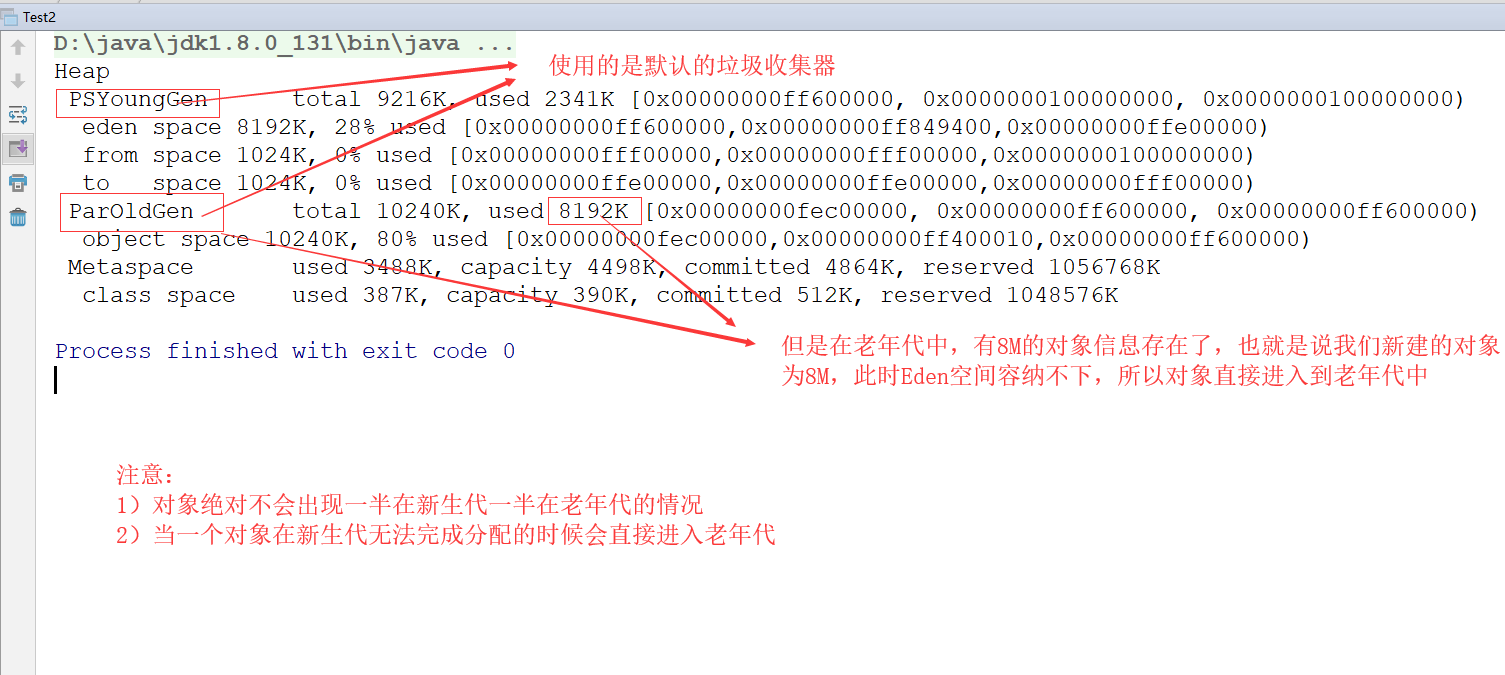 Test2
D:\java\jdk1.8.0_131\bin\java ...
Heap
使用的是默认的垃圾收集器
PSYoungGen      total 9216K, used 2341K [0x00000000ff600000, 0x0000000100000000, 0x0000000100000000)
eden space 8192K, 28% used [0x00000000ff600000,0x00000000ff849400,0x00000000ffe00000)
from space 1024K, 0% used [0x00000000fff00000,0x00000000fff00000,0x0000000100000000)
to   space 1024K, 0% used [0x00000000ffe00000,0x00000000ffe00000,0x00000000fff00000)
ParOldGen       total 10240K, used 8192K [0x00000000fec00000, 0x00000000ff600000, 0x00000000ff600000)
object space 10240K, 80% used [0x00000000fec00000,0x00000000ff400010,0x00000000ff600000)
Metaspace       used 3488K, capacity 4498K, committed 4864K, reserved 1056768K
class space    used 387K, capacity 390K, committed 512K, reserved 1048576K
Process finished with exit code 0
但是在老年代中，有8M的对象信息存在了，也就是说我们新建的对象
为8M，此时Eden空间容纳不下，所以对象直接进入到老年代中
注意：
1）对象绝对不会出现一半在新生代一半在老年代的情况
2）当一个对象在新生代无法完成分配的时候会直接进入老年代